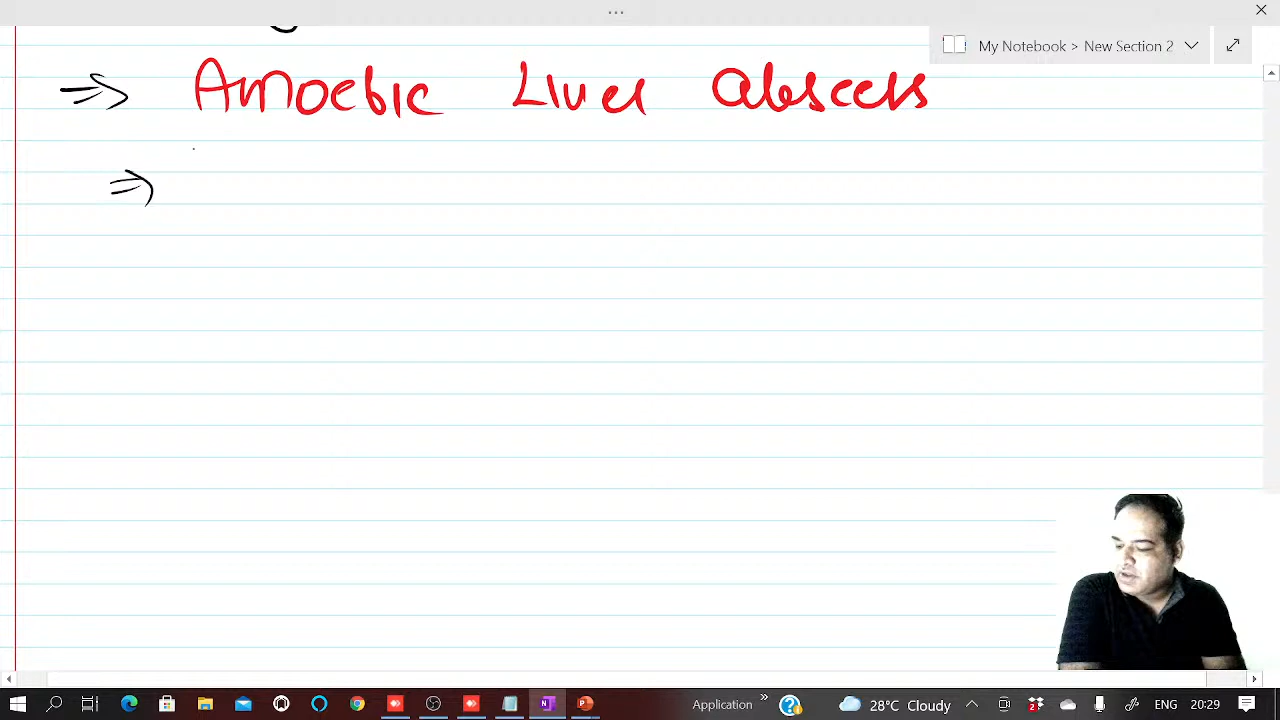 ...
My Notebook > New Section 2
⇒ Amoebic Liver abscess
⇒
Application
»
28°C Cloudy
ENG
20:29